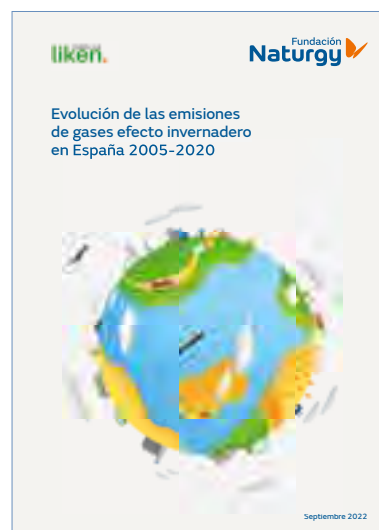 liken.
Fundación
Naturgy
Evolución de las emisiones
de gases efecto invernadero
en España 2005-2020
Septiembre 2022